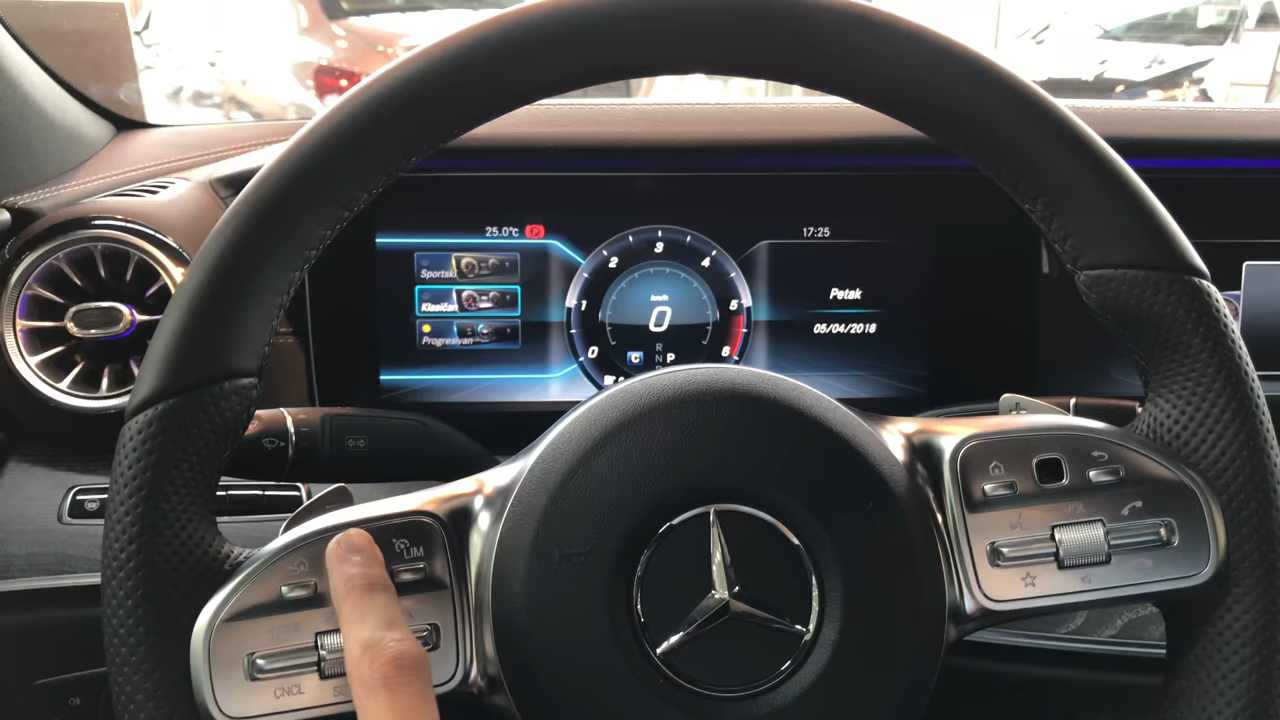 25.0°C
17:25
Sportski
Klasičan
Progresivan
Petak
05/04/2018
3
2
4
1
5
0
6
km/h
0
R
C
N
P
LIM
CNCL